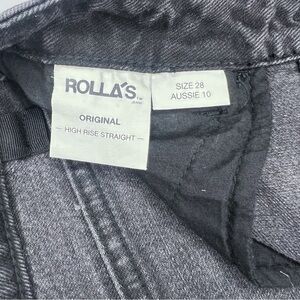 ROLLA'S
ORIGINAL
— HIGH RISE STRAIGHT —
SIZE 28
AUSSIE 10